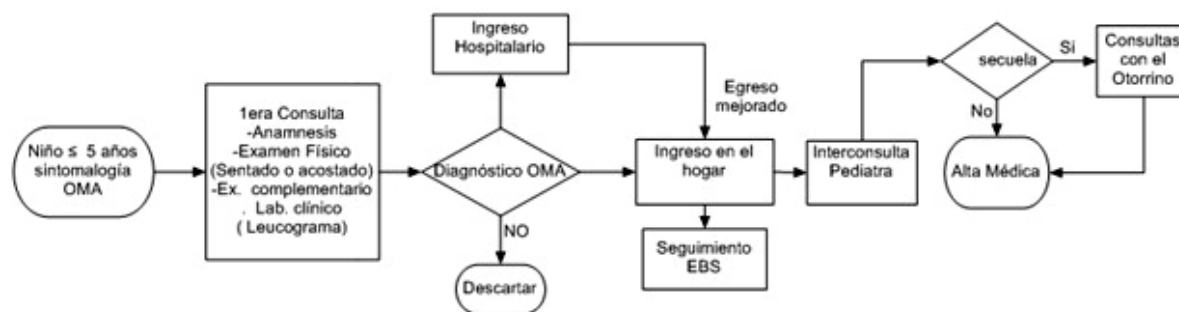 Niño ≤ 5 años
sintomalogía
OMA
1era Consulta
-Anamnesis
-Examen Físico
(Sentado o acostado)
-Ex. complementario
. Lab. clínico
( Leucograma)
Ingreso
Hospitalario
Diagnóstico OMA
NO
Descartar
Egreso
mejorado
Ingreso en el
hogar
Seguimiento
EBS
Interconsulta
Pediatra
secuela
Si
No
Consultas
con el
Otorrino
Alta Médica